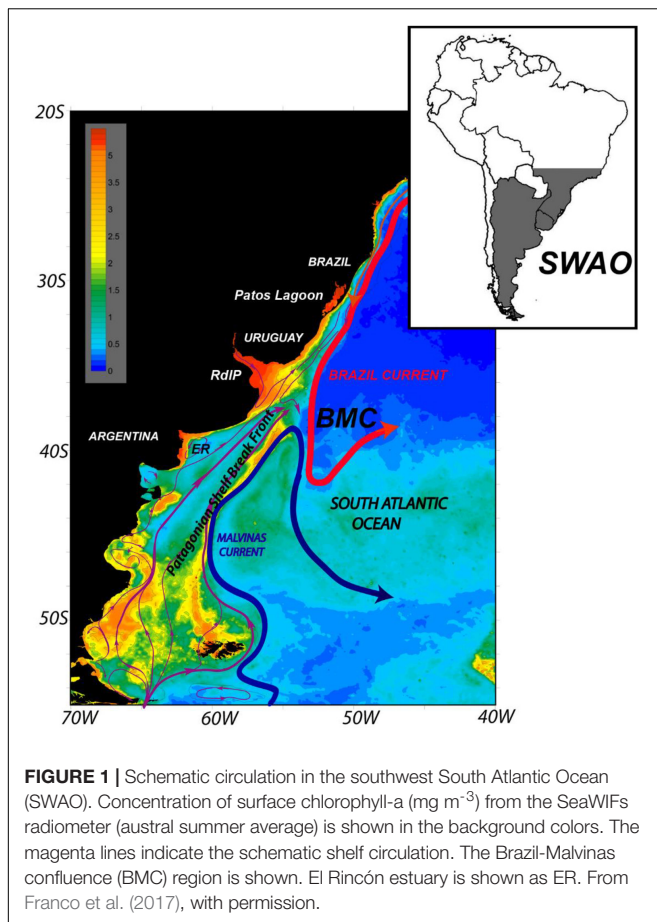 SWAO
20S
30S
40S
50S
70W
60W
50W
40W
5
4.5
4
3.5
3
2.5
2
1.5
1
0.5
0
BRAZIL
Patos Lagoon
URUGUAY
RdlP
BRAZIL CURRENT
BMC
ARGENTINA
ER
Patagonian Shelf Break Front
SOUTH ATLANTIC
OCEAN
MALVINAS
CURRENT
FIGURE 1 | Schematic circulation in the southwest South Atlantic Ocean
(SWAO). Concentration of surface chlorophyll-a (mg m⁻³) from the SeaWIFs
radiometer (austral summer average) is shown in the background colors. The
magenta lines indicate the schematic shelf circulation. The Brazil-Malvinas
confluence (BMC) region is shown. El Rincón estuary is shown as ER. From
Franco et al. (2017), with permission.